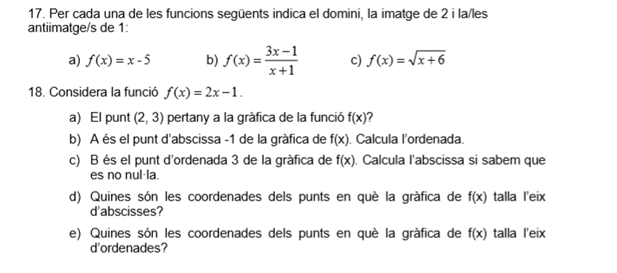 17. Per cada una de les funcions següents indica el domini, la imatge de 2 i la/les
antiimatge/s de 1:
a) f(x) = x - 5 b) f(x) = \frac{3x-1}{x+1} c) f(x) = \sqrt{x+6}
18. Considera la funció f(x) = 2x-1.
a) El punt (2, 3) pertany a la gràfica de la funció f(x)?
b) A és el punt d'abscissa -1 de la gràfica de f(x). Calcula l'ordenada.
c) B és el punt d'ordenada 3 de la gràfica de f(x). Calcula l'abscissa si sabem que
es no nul·la.
d) Quines són les coordenades dels punts en què la gràfica de f(x) talla l'eix
d'abscisses?
e) Quines són les coordenades dels punts en què la gràfica de f(x) talla l'eix
d'ordenades?